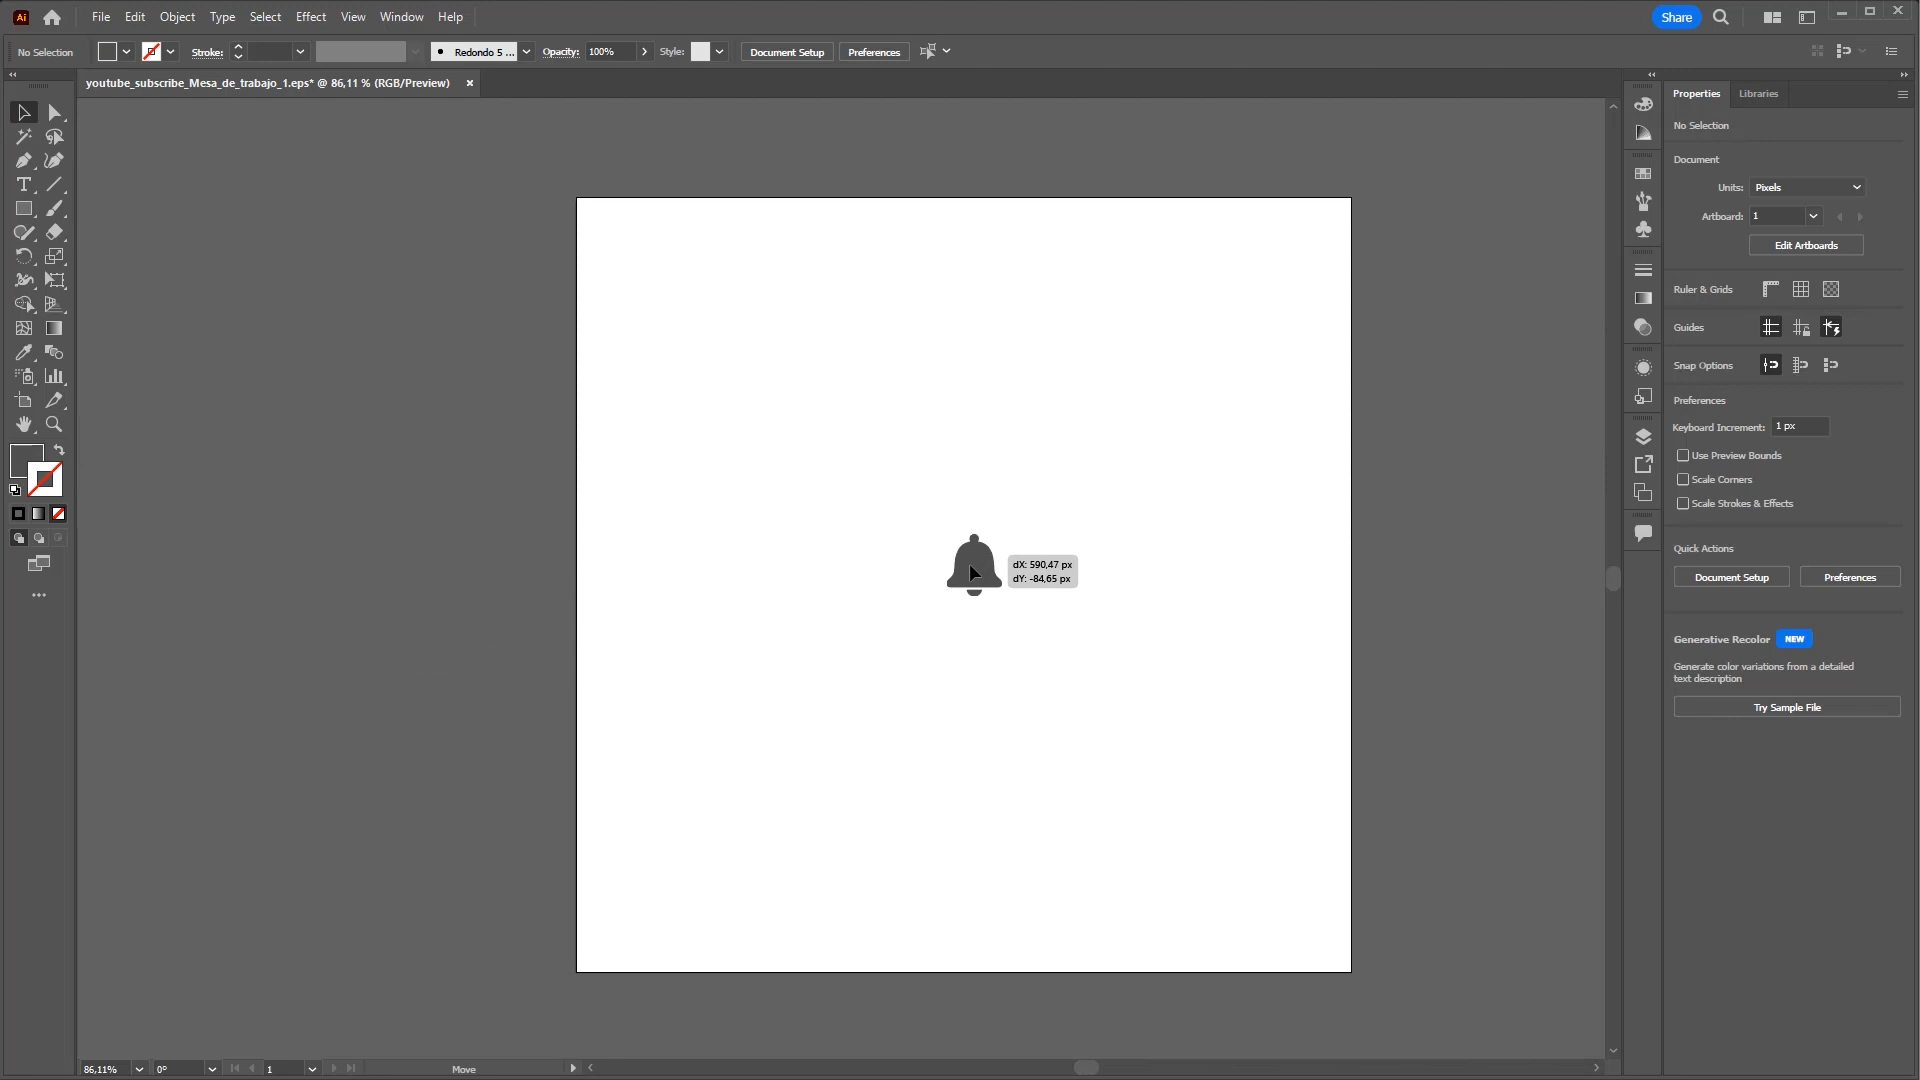 Ai File Edit Object Type Select Effect View Window Help Share
No Selection Stroke: Redondo 5 ... Opacity: 100% Style: Document Setup Preferences
youtube_subscribe_Mesa_de_trabajo_1.eps* @ 86,11 % (RGB/Preview)
Properties Libraries
No Selection
Document
Units: Pixels
Artboard: 1
Edit Artboards
Ruler & Grids
Guides
Snap Options
Preferences
Keyboard Increment: 1 px
Use Preview Bounds
Scale Corners
Scale Strokes & Effects
Quick Actions
Document Setup Preferences
Generative Recolor NEW
Generate color variations from a detailed
text description
Try Sample File
dX: 590,47 px
dY: -84,65 px
86,11% 0° 1 Move